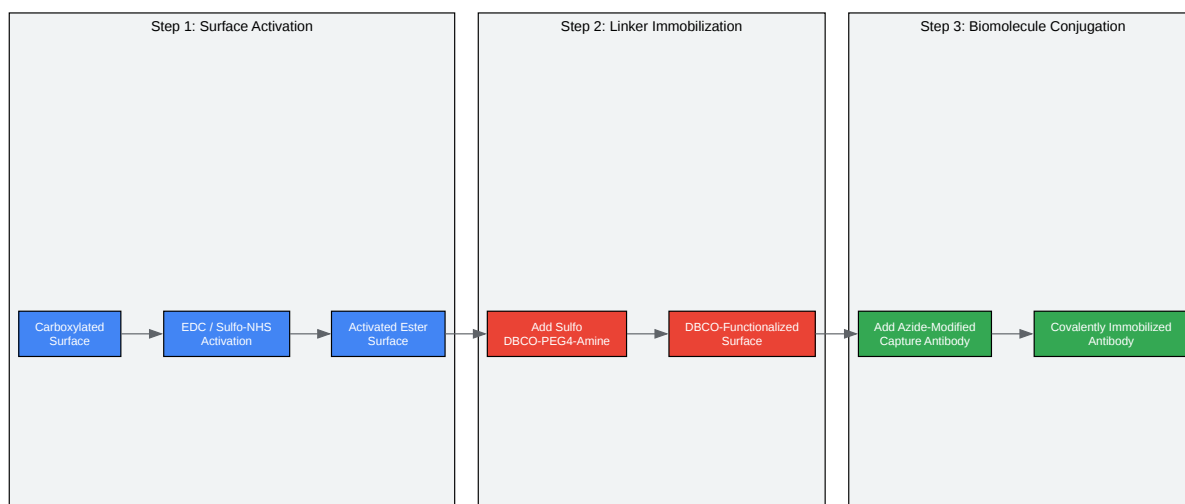 Step 1: Surface Activation
Carboxylated
Surface
EDC / Sulfo-NHS
Activation
Activated Ester
Surface
Step 2: Linker Immobilization
Add Sulfo
DBCO-PEG4-Amine
DBCO-Functionalized
Surface
Step 3: Biomolecule Conjugation
Add Azide-Modified
Capture Antibody
Covalently Immobilized
Antibody